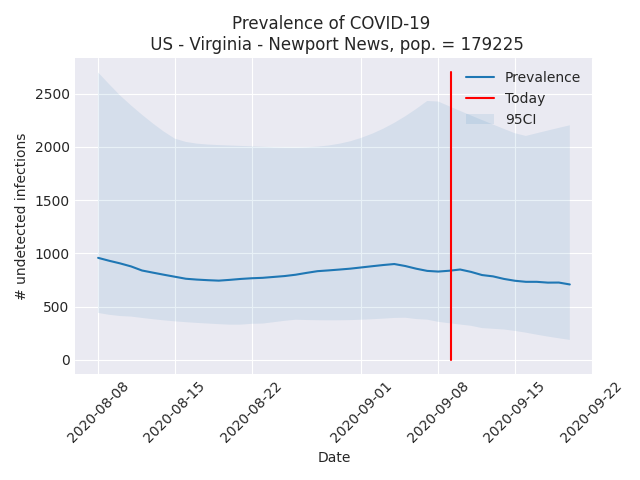 Prevalence of COVID-19
US - Virginia - Newport News, pop. = 179225
Prevalence
Today
95CI
2500
2000
1500
1000
500
0
# undetected infections
2020-08-08
2020-08-15
2020-08-22
2020-09-01
2020-09-08
2020-09-15
2020-09-22
Date